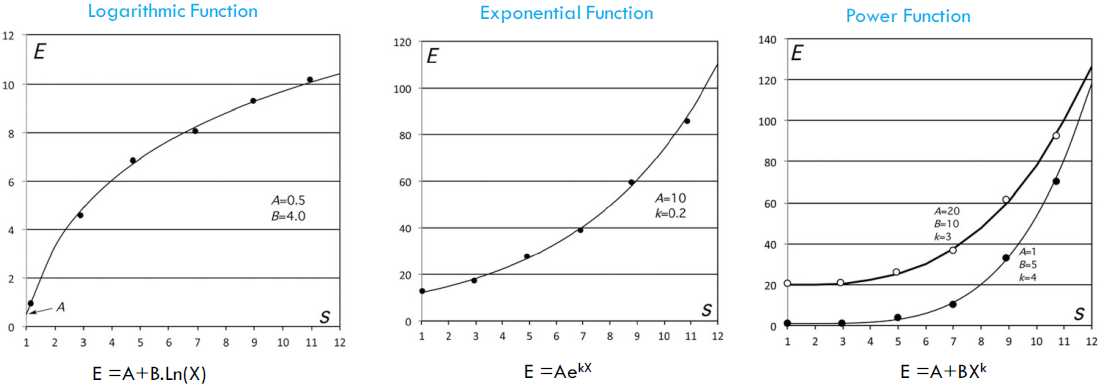 Logarithmic Function
12
E
10
8
6
4
2
0
A=0.5
B=4.0
A
S
1 2 3 4 5 6 7 8 9 10 11 12
E =A+B.Ln(X)
Exponential Function
120
E
100
80
60
40
20
0
A=10
k=0.2
S
1 2 3 4 5 6 7 8 9 10 11 12
E =Ae^kX
Power Function
140
E
120
100
80
60
40
20
0
A=20
B=10
k=3
A=1
B=5
k=4
S
1 2 3 4 5 6 7 8 9 10 11 12
E =A+BX^k